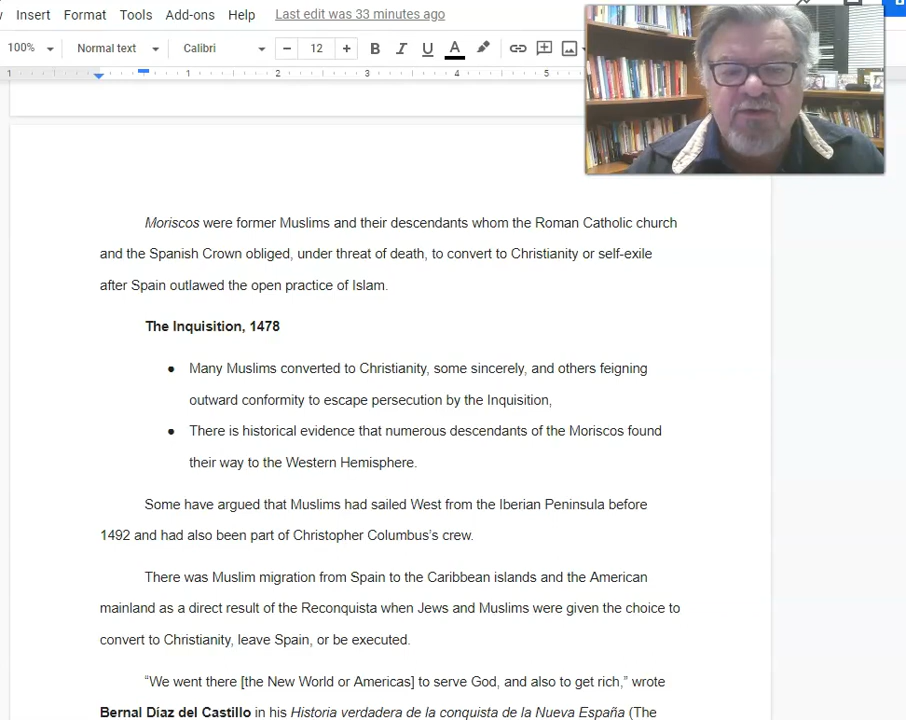 Insert Format Tools Add-ons Help Last edit was 33 minutes ago
100% Normal text Calibri 12 B I U A
1 1 2 3 4 5
Moriscos were former Muslims and their descendants whom the Roman Catholic church
and the Spanish Crown obliged, under threat of death, to convert to Christianity or self-exile
after Spain outlawed the open practice of Islam.
The Inquisition, 1478
● Many Muslims converted to Christianity, some sincerely, and others feigning
outward conformity to escape persecution by the Inquisition,
● There is historical evidence that numerous descendants of the Moriscos found
their way to the Western Hemisphere.
Some have argued that Muslims had sailed West from the Iberian Peninsula before
1492 and had also been part of Christopher Columbus’s crew.
There was Muslim migration from Spain to the Caribbean islands and the American
mainland as a direct result of the Reconquista when Jews and Muslims were given the choice to
convert to Christianity, leave Spain, or be executed.
“We went there [the New World or Americas] to serve God, and also to get rich,” wrote
Bernal Díaz del Castillo in his Historia verdadera de la conquista de la Nueva España (The